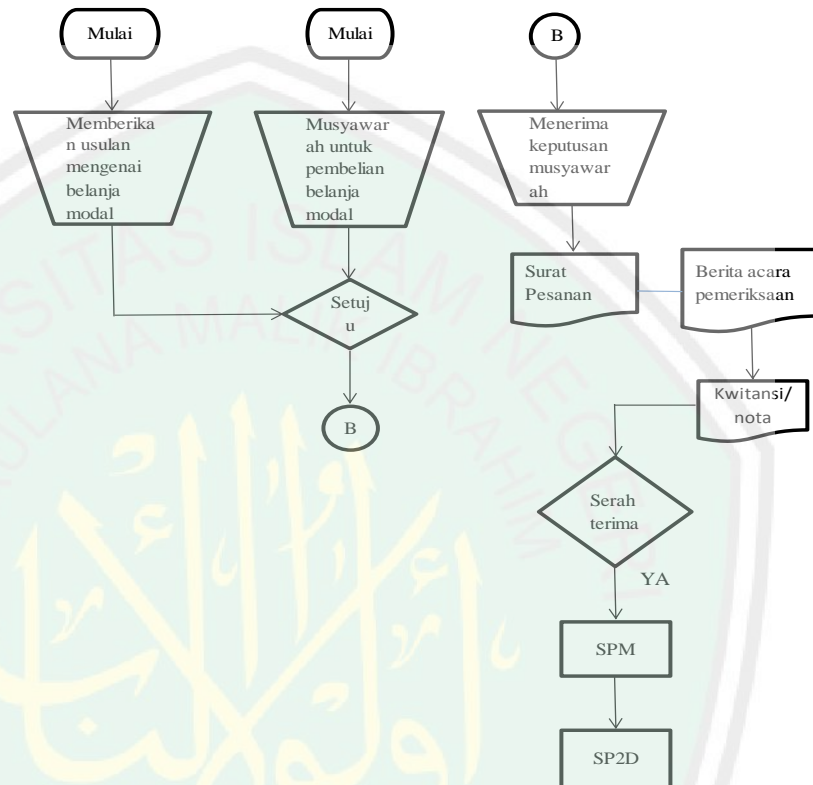 Mulai
Memberika
n usulan
mengenai
belanja
modal
Mulai
Musyawar
ah untuk
pembelian
belanja
modal
Setuj
u
B
B
Menerima
keputusan
musyawar
ah
Surat
Pesanan
Berita acara
pemeriksaan
Kwitansi/
nota
Serah
terima
YA
SPM
SP2D